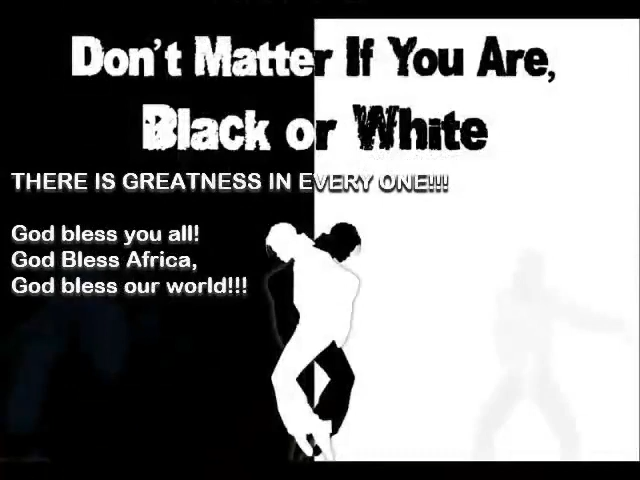 Don't Matter If You Are,
Black or White
THERE IS GREATNESS IN EVERY ONE!!!
God bless you all!
God Bless Africa,
God bless our world!!!